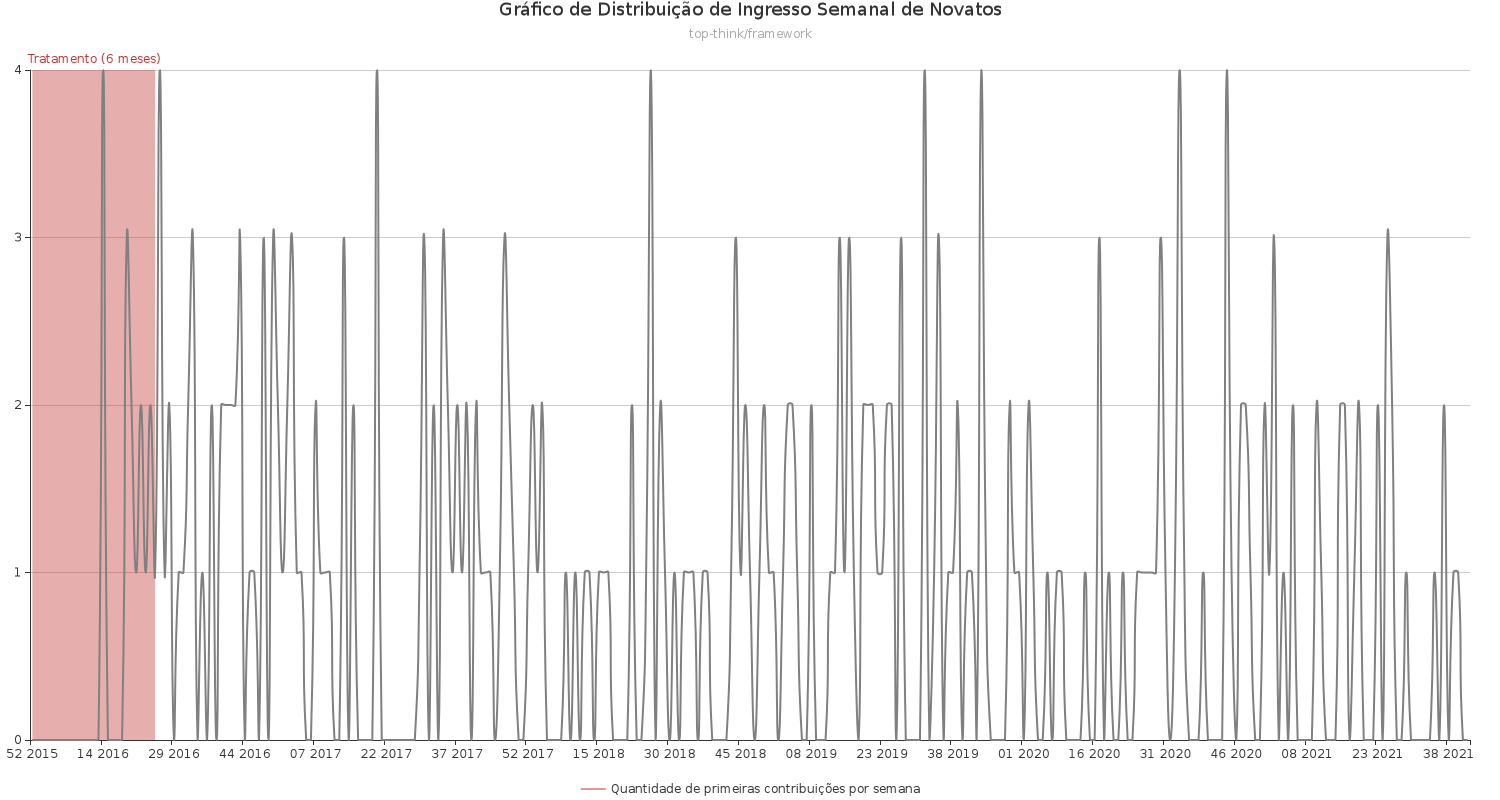 Gráfico de Distribuição de Ingresso Semanal de Novatos
top-think/framework
Tratamento (6 meses)
4
3
2
1
0
52 2015 14 2016 29 2016 44 2016 07 2017 22 2017 37 2017 52 2017 15 2018 30 2018 45 2018 08 2019 23 2019 38 2019 01 2020 16 2020 31 2020 46 2020 08 2021 23 2021 38 2021
Quantidade de primeiras contribuições por semana